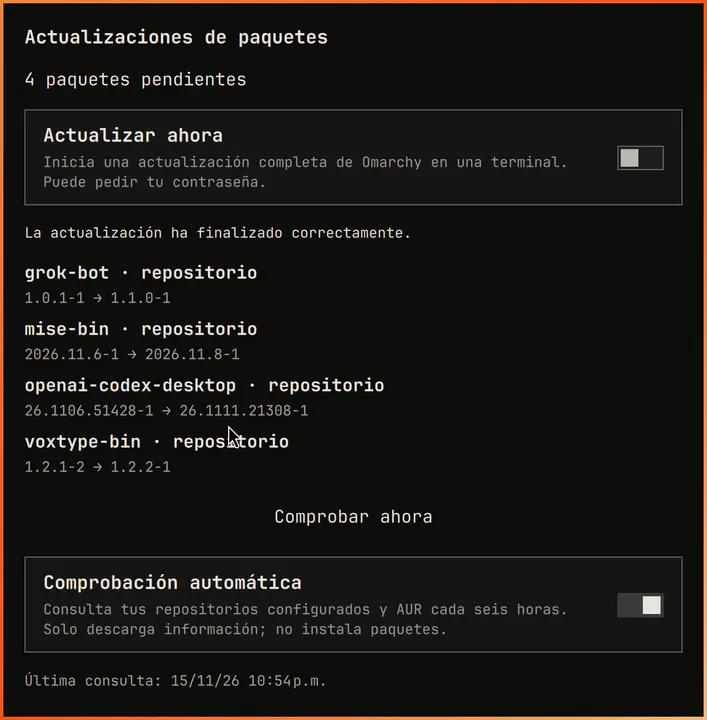 Actualizaciones de paquetes
4 paquetes pendientes
Actualizar ahora
Inicia una actualización completa de Omarchy en una terminal.
Puede pedir tu contraseña.
La actualización ha finalizado correctamente.
grok-bot · repositorio
1.0.1-1 → 1.1.0-1
mise-bin · repositorio
2026.11.6-1 → 2026.11.8-1
openai-codex-desktop · repositorio
26.1106.51428-1 → 26.1111.21308-1
voxtype-bin · repositorio
1.2.1-2 → 1.2.2-1
Comprobar ahora
Comprobación automática
Consulta tus repositorios configurados y AUR cada seis horas.
Solo descarga información; no instala paquetes.
Última consulta: 15/11/26 10:54 p.m.